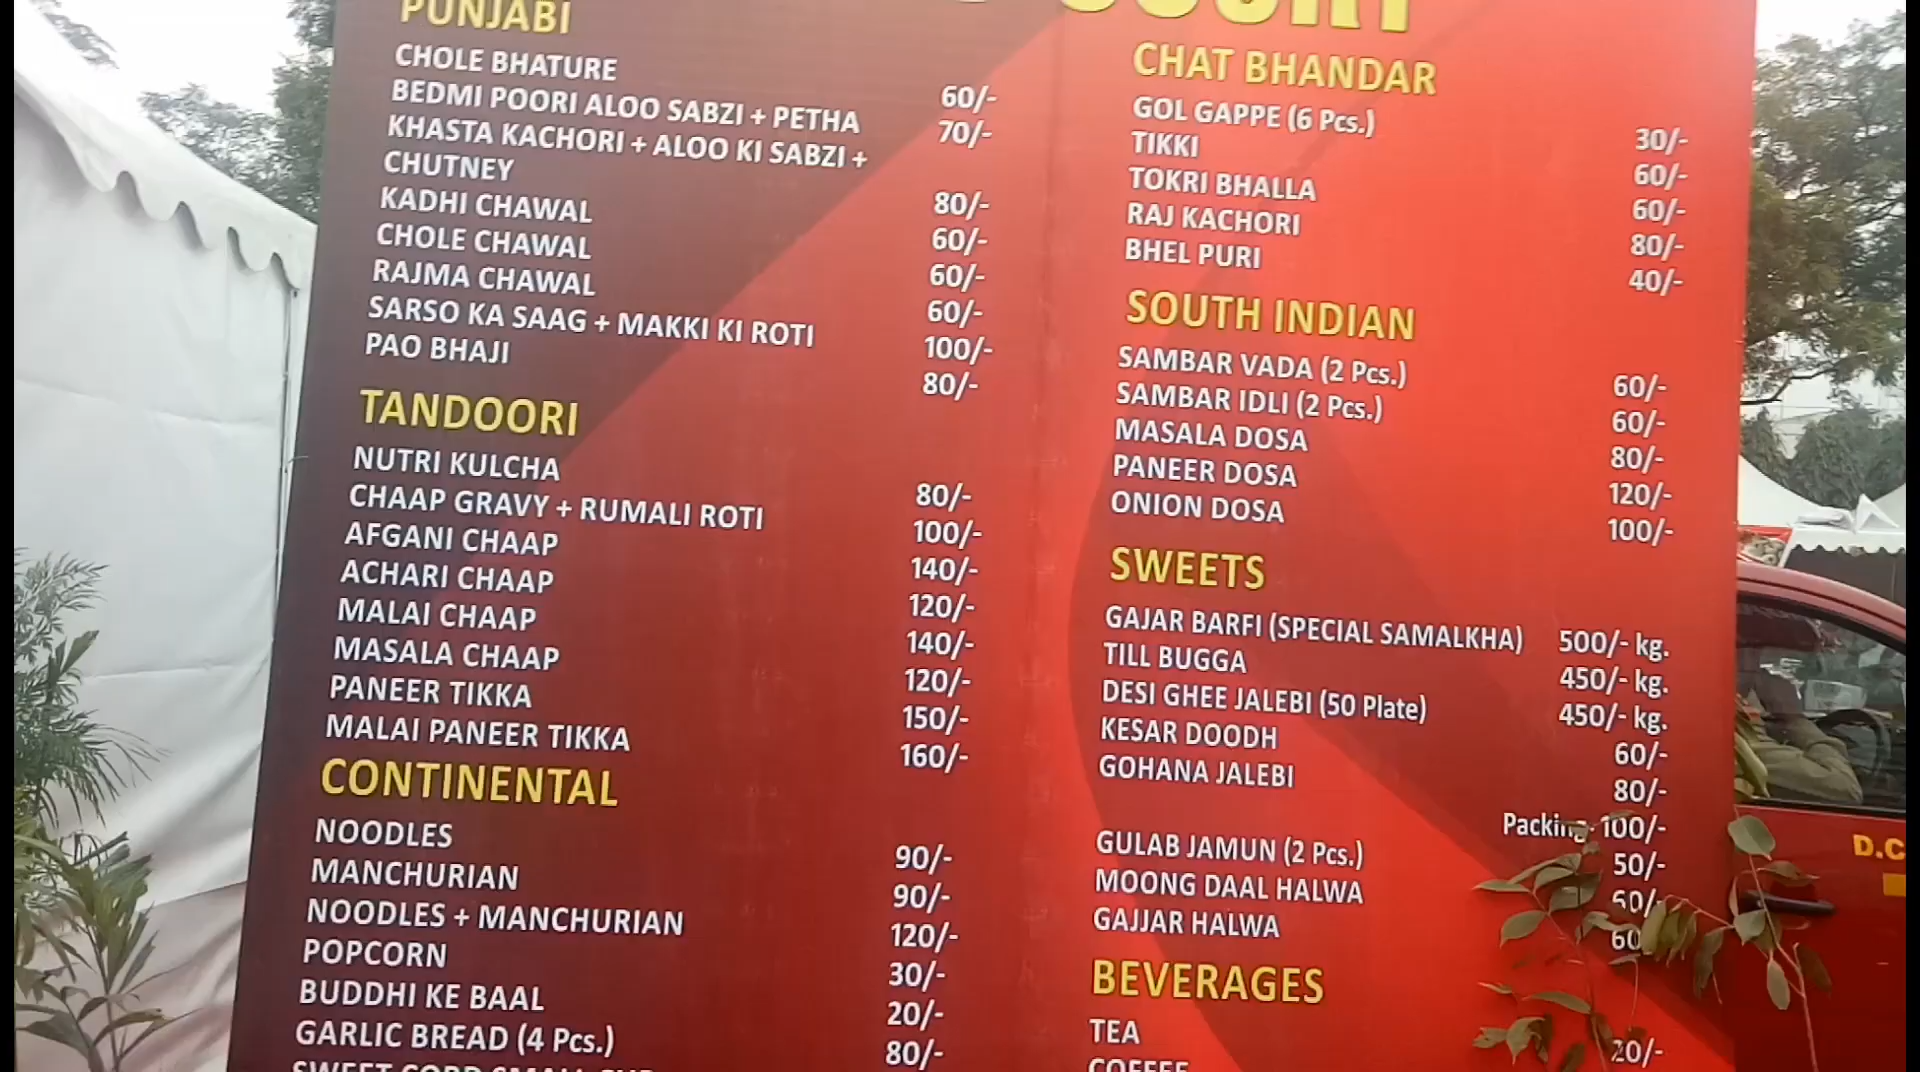 PUNJABI
CHOLE BHATURE 60/-
BEDMI POORI ALOO SABZI + PETHA 70/-
KHASTA KACHORI + ALOO KI SABZI +
CHUTNEY 80/-
KADHI CHAWAL 60/-
CHOLE CHAWAL 60/-
RAJMA CHAWAL 60/-
SARSO KA SAAG + MAKKI KI ROTI 100/-
PAO BHAJI 80/-
TANDOORI
NUTRI KULCHA 80/-
CHAAP GRAVY + RUMALI ROTI 100/-
AFGANI CHAAP 140/-
ACHARI CHAAP 120/-
MALAI CHAAP 140/-
MASALA CHAAP 120/-
PANEER TIKKA 150/-
MALAI PANEER TIKKA 160/-
CONTINENTAL
NOODLES 90/-
MANCHURIAN 90/-
NOODLES + MANCHURIAN 120/-
POPCORN 30/-
BUDDHI KE BAAL 20/-
GARLIC BREAD (4 Pcs.) 80/-
COURT
CHAT BHANDAR
GOL GAPPE (6 Pcs.) 30/-
TIKKI 60/-
TOKRI BHALLA 60/-
RAJ KACHORI 80/-
BHEL PURI 40/-
SOUTH INDIAN
SAMBAR VADA (2 Pcs.) 60/-
SAMBAR IDLI (2 Pcs.) 60/-
MASALA DOSA 80/-
PANEER DOSA 120/-
ONION DOSA 100/-
SWEETS
GAJAR BARFI (SPECIAL SAMALKHA) 500/- kg.
TILL BUGGA 450/- kg.
DESI GHEE JALEBI (50 Plate) 450/- kg.
KESAR DOODH 60/-
GOHANA JALEBI 80/-
Packing 100/-
GULAB JAMUN (2 Pcs.) 50/-
MOONG DAAL HALWA 60/-
GAJJAR HALWA 60
BEVERAGES
TEA 20/-
COFFEE
D.C